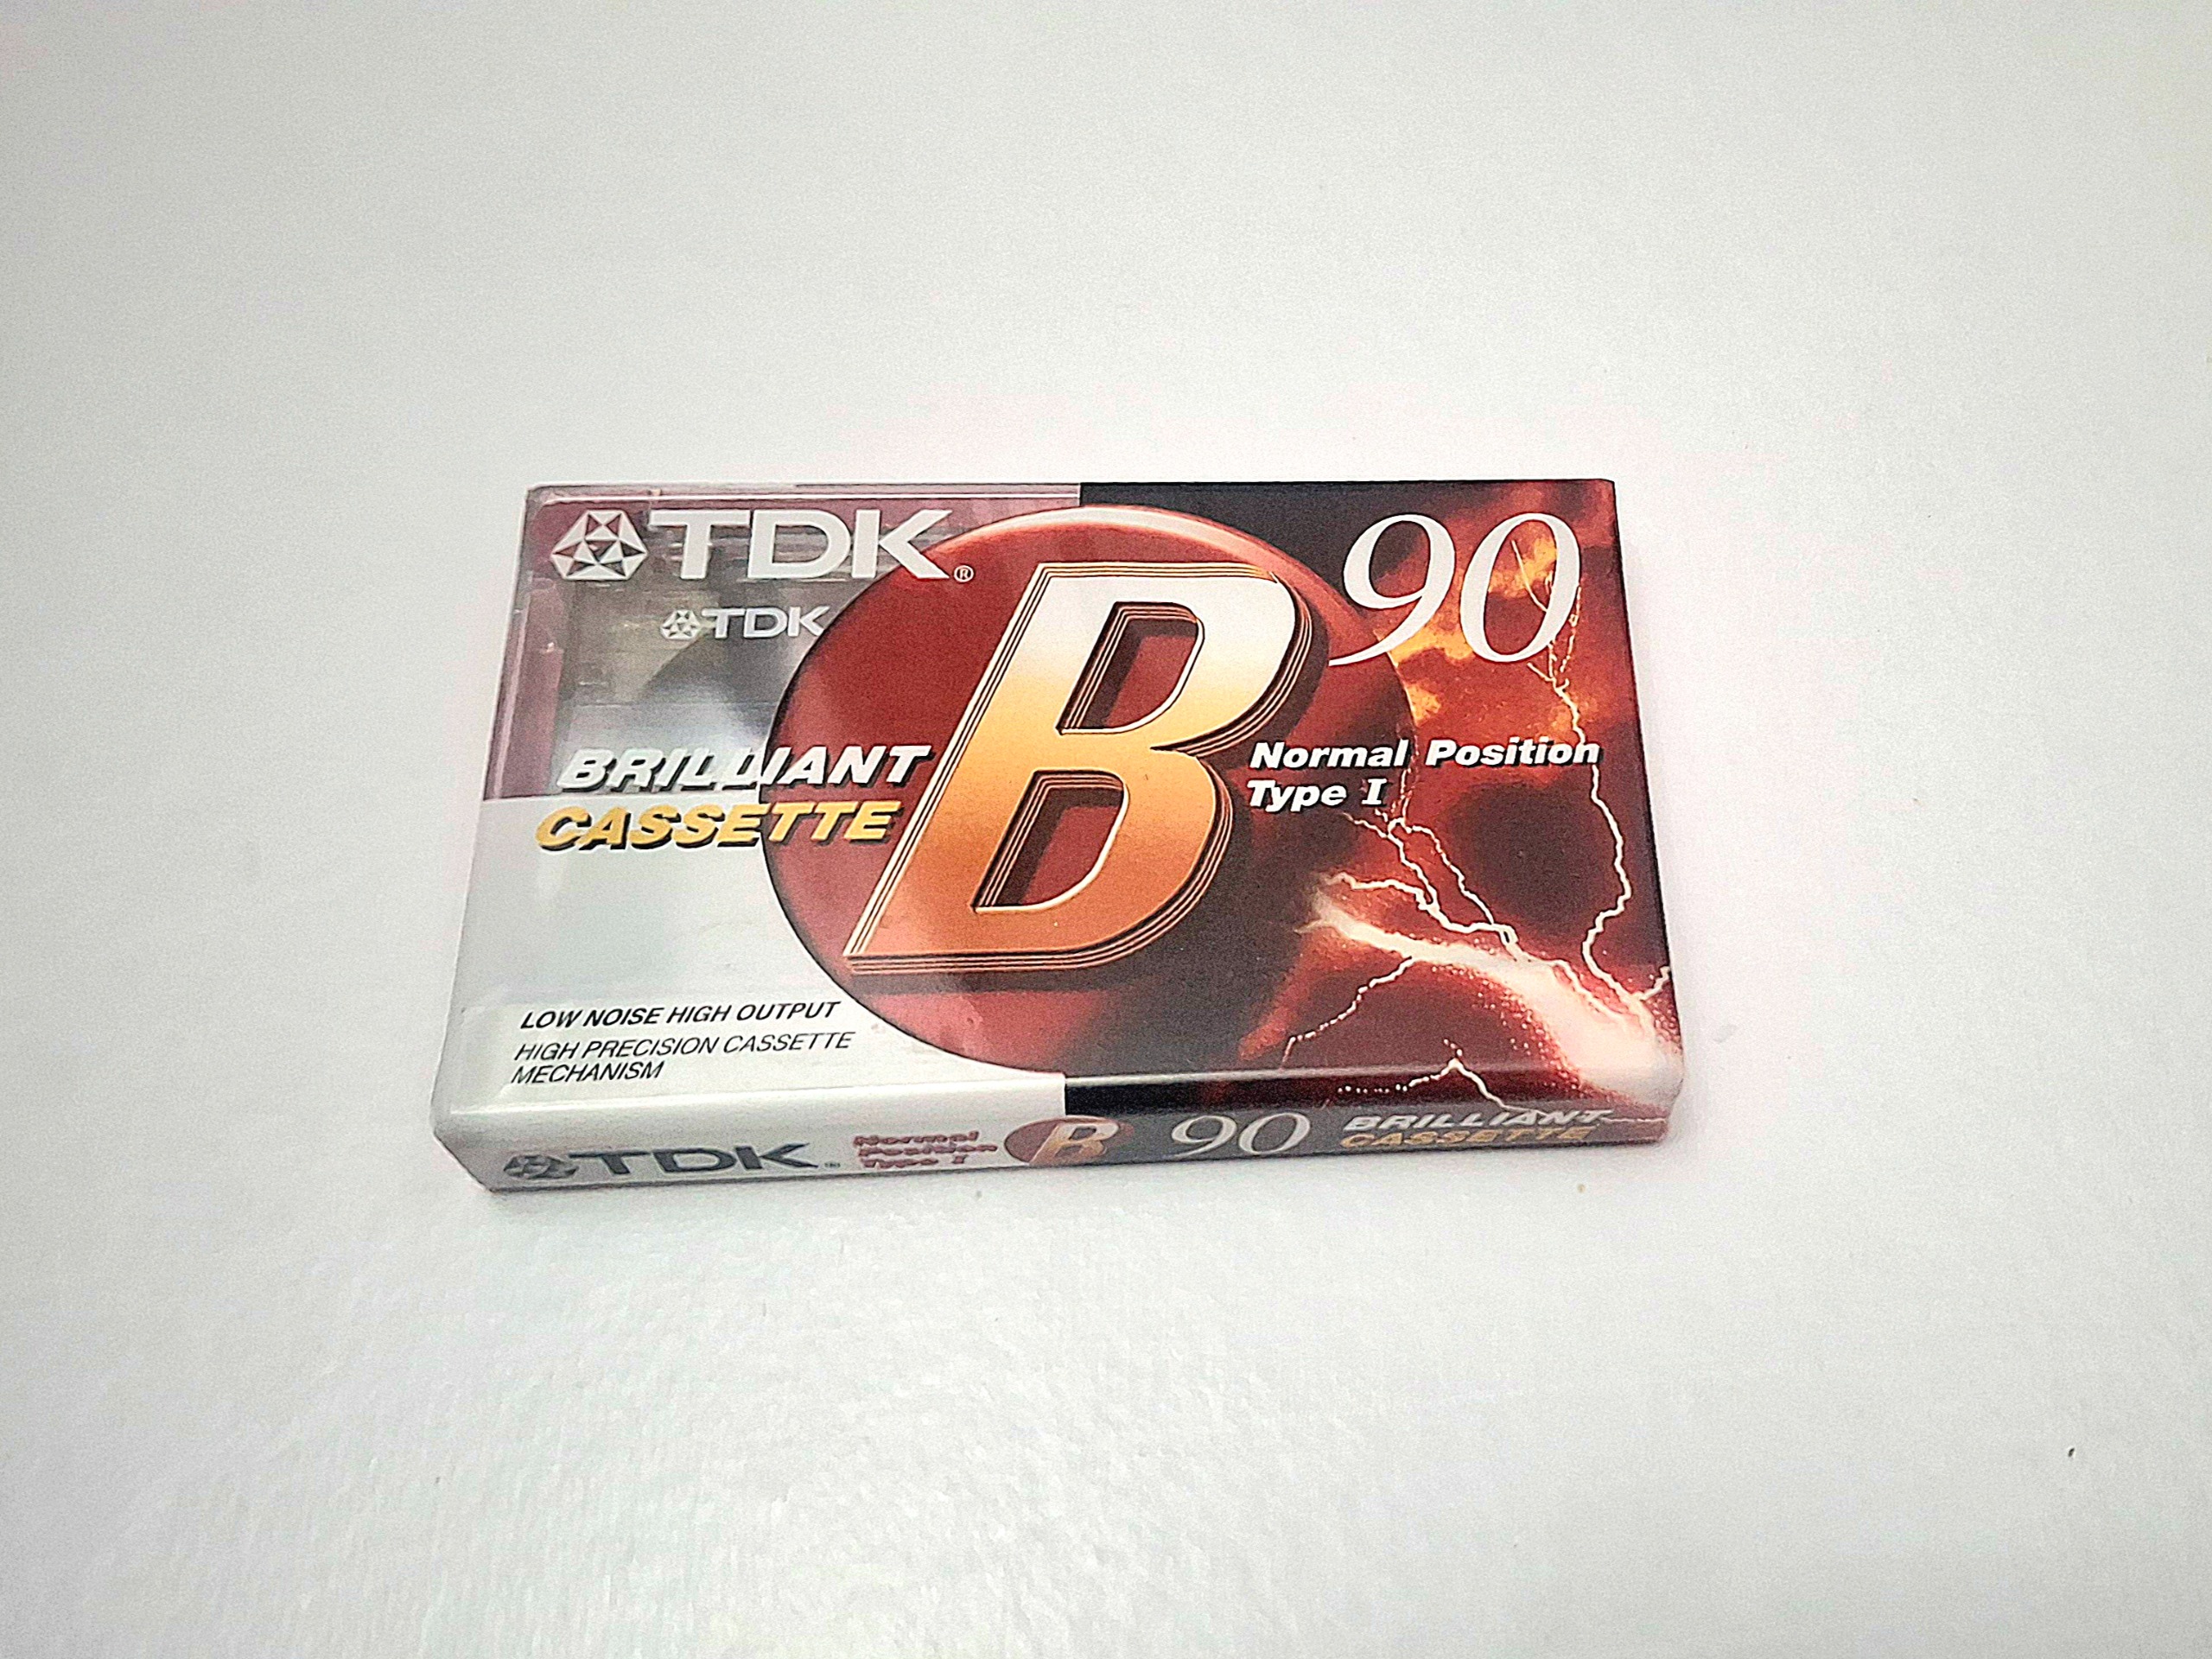 TDK®
90
TDK
B
BRILLIANT
CASSETTE
Normal Position
Type I
LOW NOISE HIGH OUTPUT
HIGH PRECISION CASSETTE
MECHANISM
TDK®
Normal
Position
Type I
B
90
BRILLIANT
CASSETTE